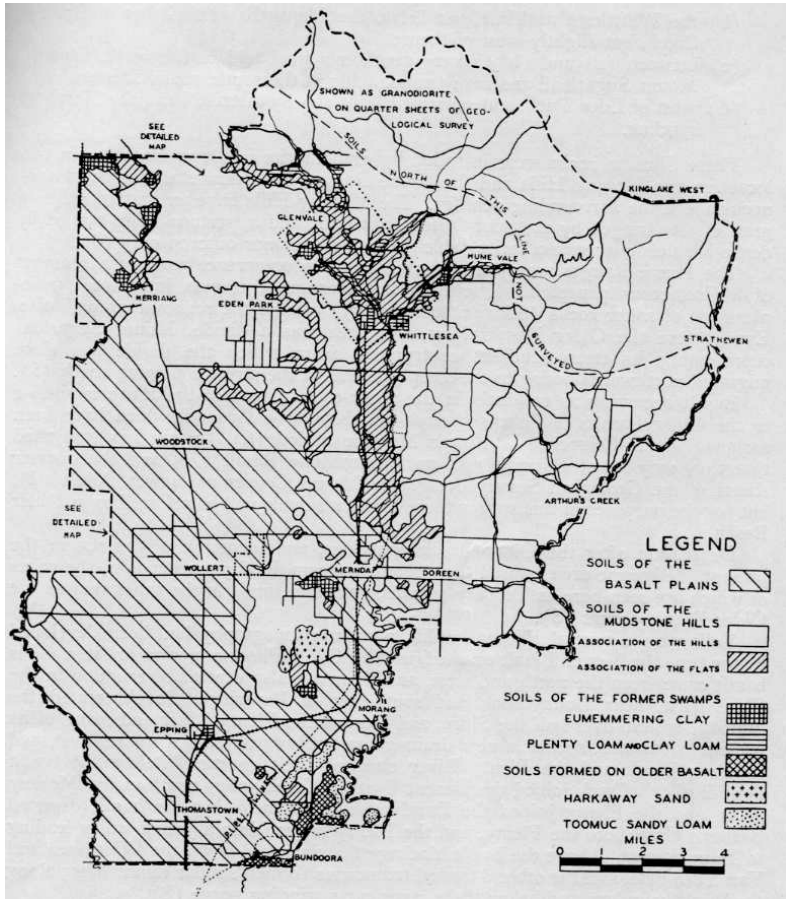 SHOWN AS GRANODIORITE
ON QUARTER SHEETS OF GEO-
LOGICAL SURVEY
SEE
DETAILED
MAP
SOILS
NORTH OF
THIS
LINE
NOT
SURVEYED
KINGLAKE WEST
GLENVALE
HUME VALE
MERRIANG
EDEN PARK
WHITTLESEA
STRATHEWEN
WOODSTOCK
ARTHUR'S CREEK
SEE
DETAILED
MAP
WOLLERT
MERNDA
DOREEN
MORANG
EPPING
THOMASTOWN
PIPE LINE
BUNDOORA
LEGEND
SOILS OF THE
BASALT PLAINS
SOILS OF THE
MUDSTONE HILLS
ASSOCIATION OF THE HILLS
ASSOCIATION OF THE FLATS
SOILS OF THE FORMER SWAMPS
EUMEMMERING CLAY
PLENTY LOAM AND CLAY LOAM
SOILS FORMED ON OLDER BASALT
HARKAWAY SAND
TOOMUC SANDY LOAM
MILES
0 1 2 3 4